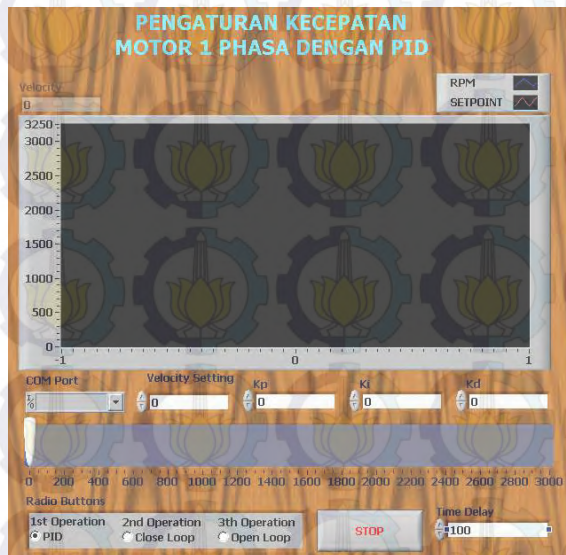 PENGATURAN KECEPATAN
MOTOR 1 PHASA DENGAN PID
Velocity
0
RPM
SETPOINT
3250
3000
2500
2000
1500
1000
500
0
-1 0 1
COM Port Velocity Setting Kp Ki Kd
0 0 0 0
0 200 400 600 800 1000 1200 1400 1600 1800 2000 2200 2400 2600 2800 3000
Radio Buttons
1st Operation 2nd Operation 3th Operation
PID Close Loop Open Loop
STOP
Time Delay
100